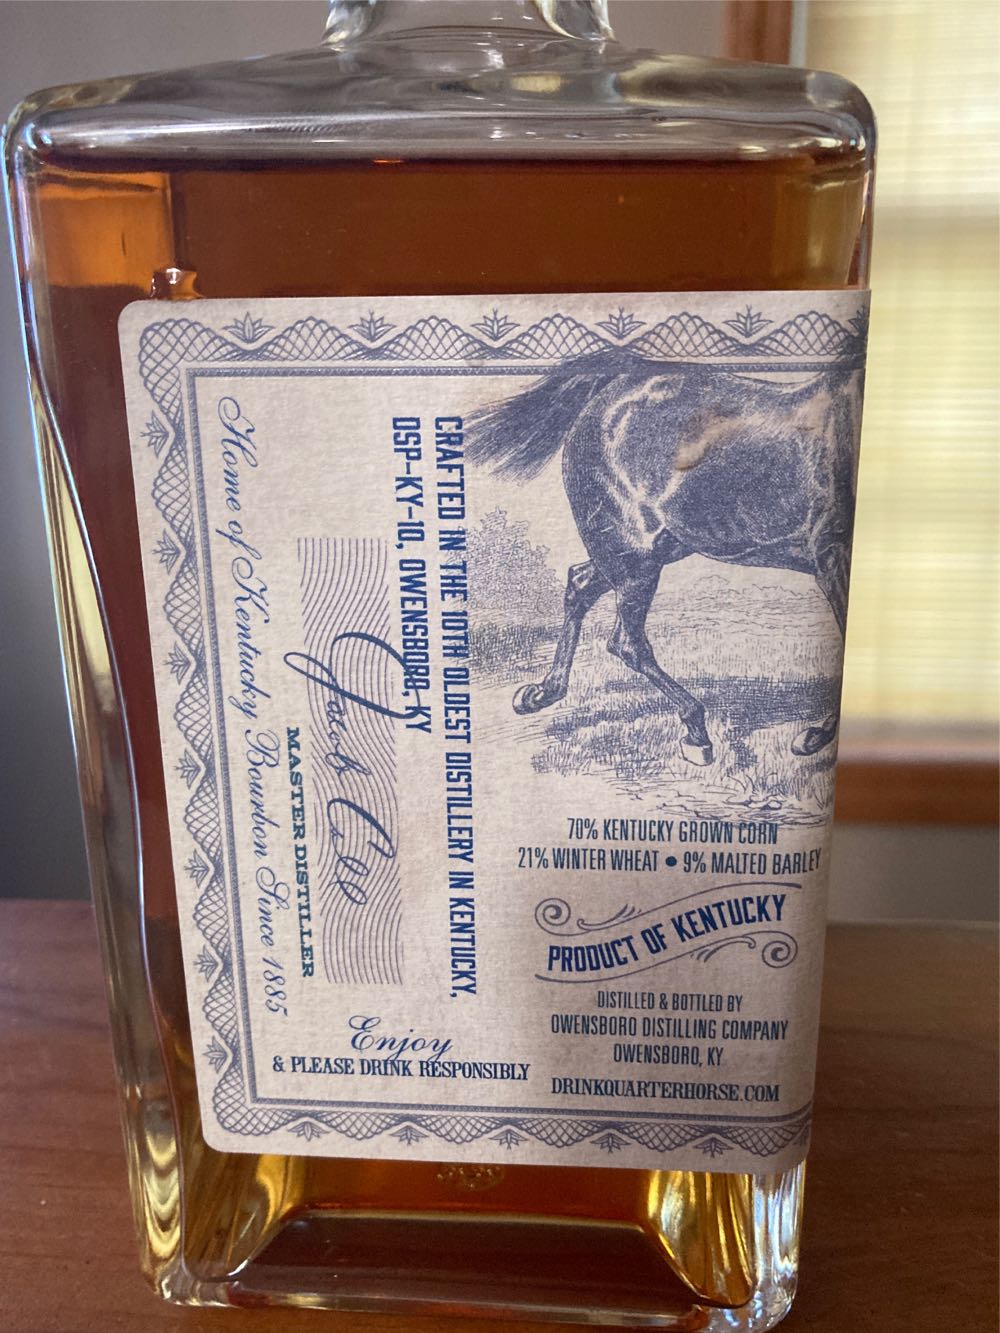 CRAFTED IN THE 10TH OLDEST DISTILLERY IN KENTUCKY,
DSP-KY-10, OWENSBORO, KY
Jacob Call
MASTER DISTILLER
Home of Kentucky Bourbon Since 1885
Enjoy
& PLEASE DRINK RESPONSIBLY
70% KENTUCKY GROWN CORN
21% WINTER WHEAT • 9% MALTED BARLEY
PRODUCT OF KENTUCKY
DISTILLED & BOTTLED BY
OWENSBORO DISTILLING COMPANY
OWENSBORO, KY
DRINKQUARTERHORSE.COM